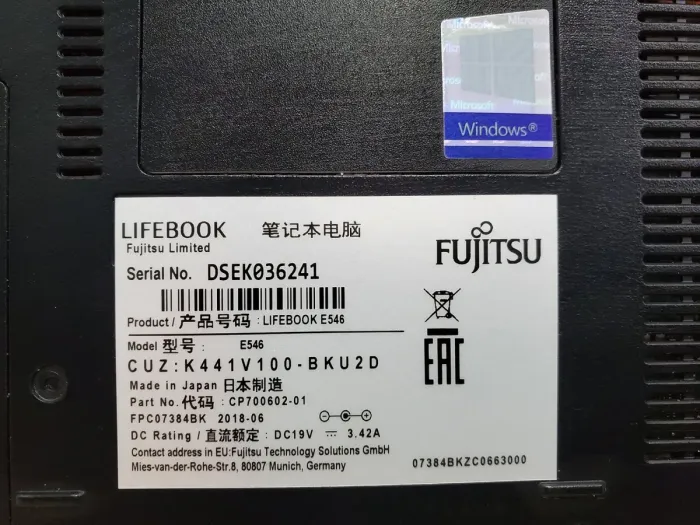 Microsoft
Windows®
LIFEBOOK 笔记本电脑
Fujitsu Limited
FUJITSU
Serial No. DSEK036241
Product / 产品号码 : LIFEBOOK E546
Model 型号 : E546
CUZ:K441V100-BKU2D
EAC
Made in Japan 日本制造
Part No. 代码 : CP700602-01
FPC07384BK 2018-06
DC Rating / 直流额定 : DC19V ⎓ 3.42A
Contact address in EU:Fujitsu Technology Solutions GmbH
Mies-van-der-Rohe-Str.8, 80807 Munich, Germany
07384BKZC0663000